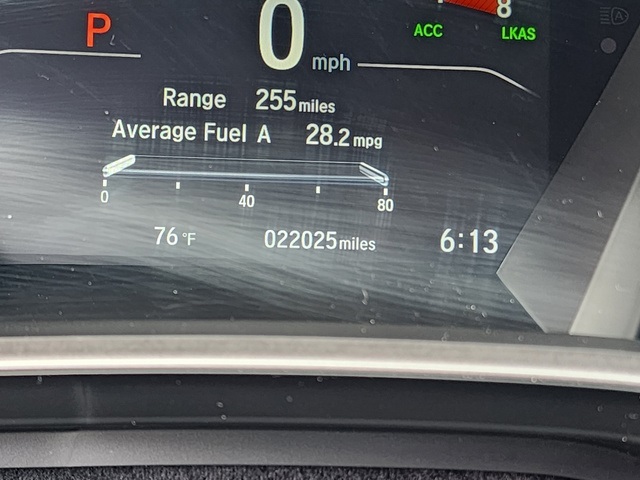 P 0 mph ACC 8 LKAS
Range 255 miles
Average Fuel A 28.2 mpg
0 40 80
76 °F 022025 miles 6:13